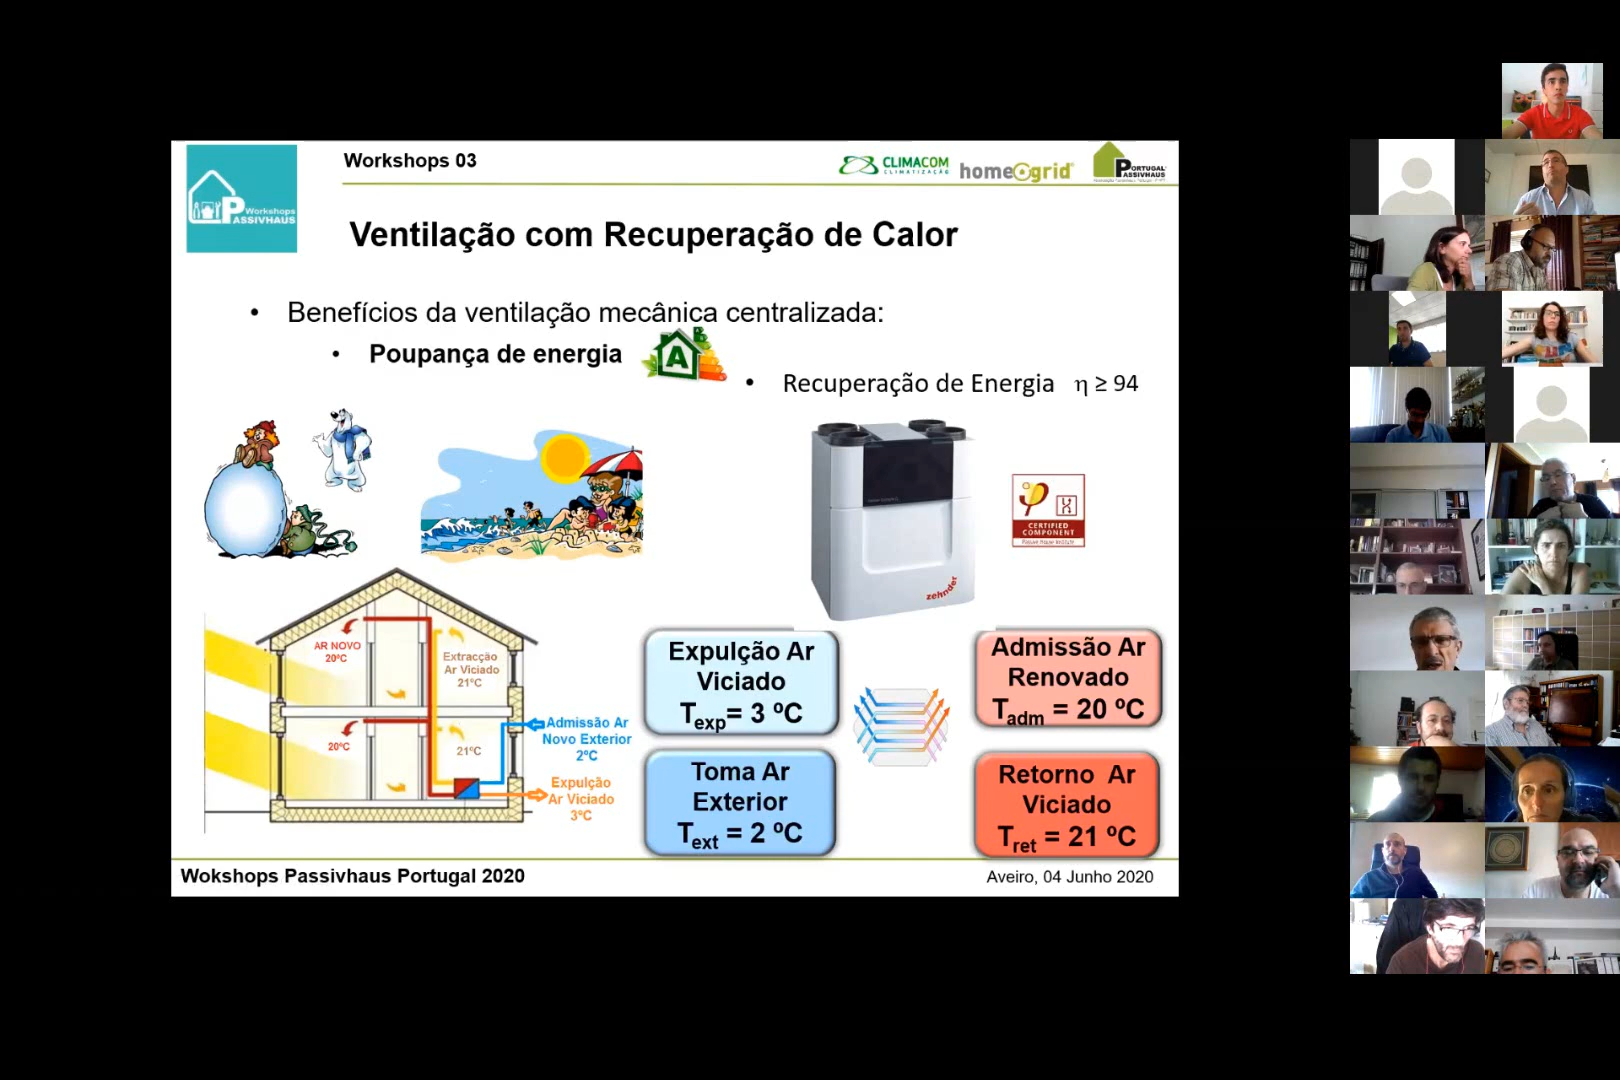 Workshops 03
CLIMACOM
CLIMATIZAÇÃO
homegrid
PORTUGAL
PASSIVHAUS
Workshops
PASSIVHAUS
Ventilação com Recuperação de Calor
• Benefícios da ventilação mecânica centralizada:
• Poupança de energia
A
B
• Recuperação de Energia η ≥ 94
CERTIFIED
COMPONENT
Passive House Institute
zehnder
AR NOVO
20ºC
Extracção
Ar Viciado
21ºC
20ºC
21ºC
Admissão Ar
Novo Exterior
2ºC
Expulção
Ar Viciado
3ºC
Expulção Ar
Viciado
Texp= 3 ºC
Admissão Ar
Renovado
Tadm = 20 ºC
Toma Ar
Exterior
Text = 2 ºC
Retorno Ar
Viciado
Tret = 21 ºC
Wokshops Passivhaus Portugal 2020
Aveiro, 04 Junho 2020